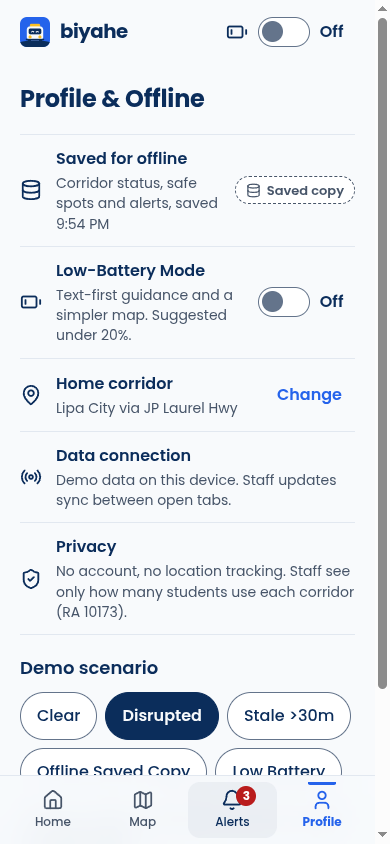 biyahe
Off
Profile & Offline
Saved for offline
Corridor status, safe
spots and alerts, saved
9:54 PM
Saved copy
Low-Battery Mode
Text-first guidance and a
simpler map. Suggested
under 20%.
Off
Home corridor
Lipa City via JP Laurel Hwy
Change
Data connection
Demo data on this device. Staff updates
sync between open tabs.
Privacy
No account, no location tracking. Staff see
only how many students use each corridor
(RA 10173).
Demo scenario
Clear
Disrupted
Stale >30m
Offline Saved Copy
Low Battery
Home
Map
3
Alerts
Profile